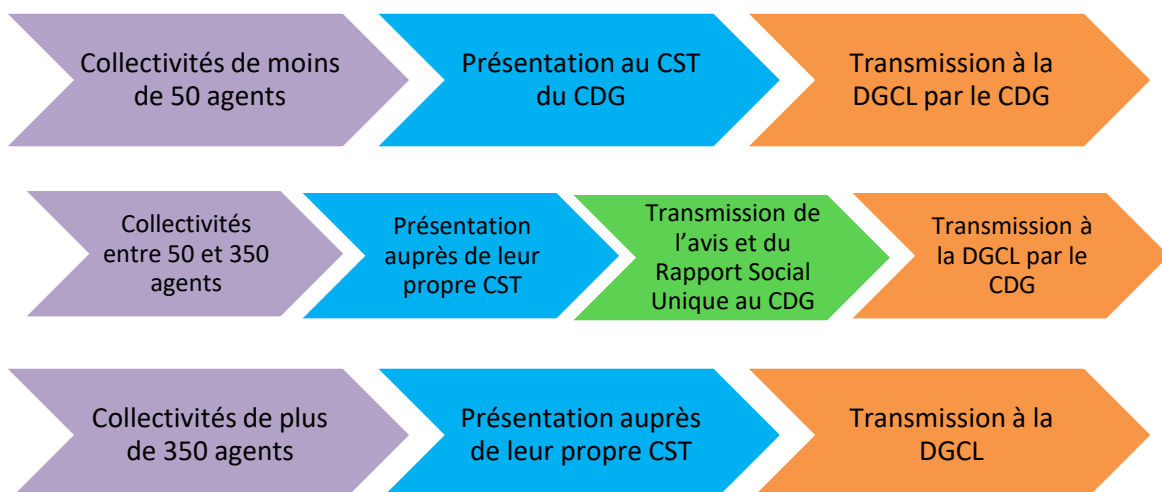 Collectivités de moins
de 50 agents
Présentation au CST
du CDG
Transmission à la
DGCL par le CDG
Collectivités
entre 50 et 350
agents
Présentation
auprès de leur
propre CST
Transmission de
l’avis et du
Rapport Social
Unique au CDG
Transmission à
la DGCL par le
CDG
Collectivités de plus
de 350 agents
Présentation auprès
de leur propre CST
Transmission à la
DGCL